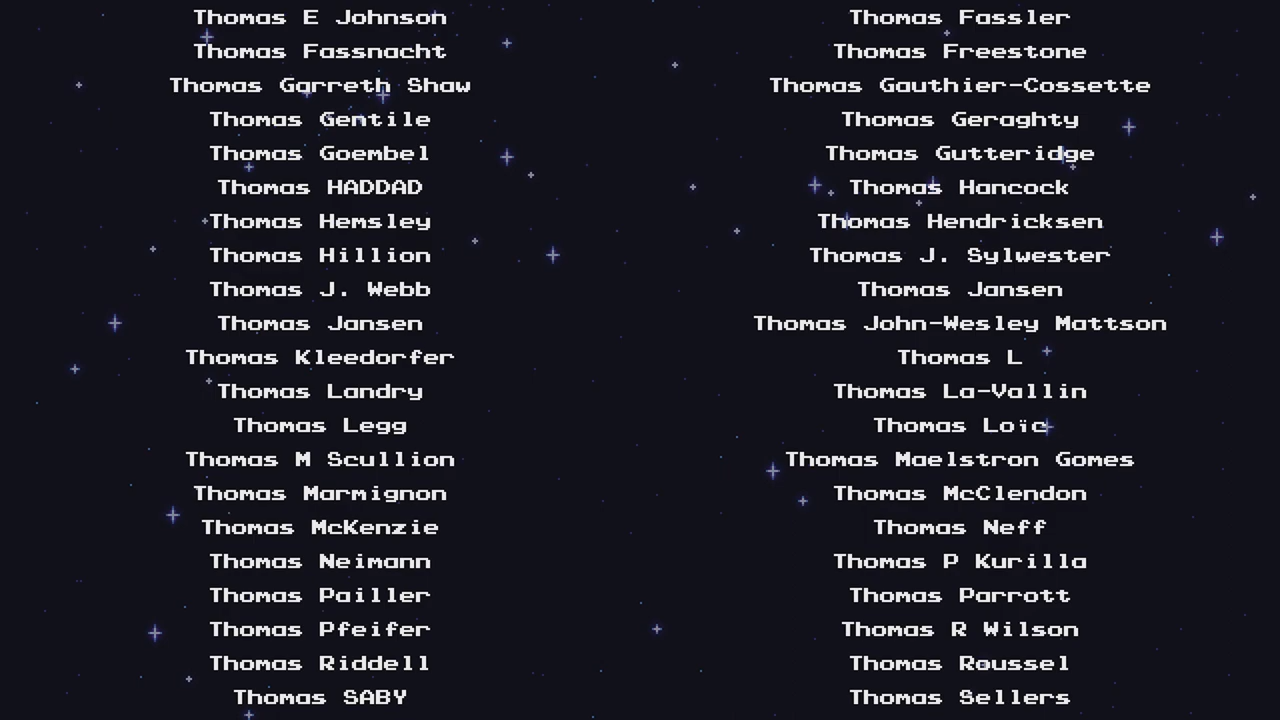 Thomas E Johnson
Thomas Fassler
Thomas Fassnacht
Thomas Freestone
Thomas Garreth Shaw
Thomas Gauthier-Cossette
Thomas Gentile
Thomas Geraghty
Thomas Goembel
Thomas Gutteridge
Thomas HADDAD
Thomas Hancock
Thomas Hemsley
Thomas Hendricksen
Thomas Hillion
Thomas J. Sylwester
Thomas J. Webb
Thomas Jansen
Thomas Jansen
Thomas John-Wesley Mattson
Thomas Kleedorfer
Thomas L
Thomas Landry
Thomas La-Vallin
Thomas Legg
Thomas Loïc
Thomas M Scullion
Thomas Maelstron Gomes
Thomas Marmignon
Thomas McClendon
Thomas McKenzie
Thomas Neff
Thomas Neimann
Thomas P Kurilla
Thomas Pailler
Thomas Parrott
Thomas Pfeifer
Thomas R Wilson
Thomas Riddell
Thomas Roussel
Thomas SABY
Thomas Sellers